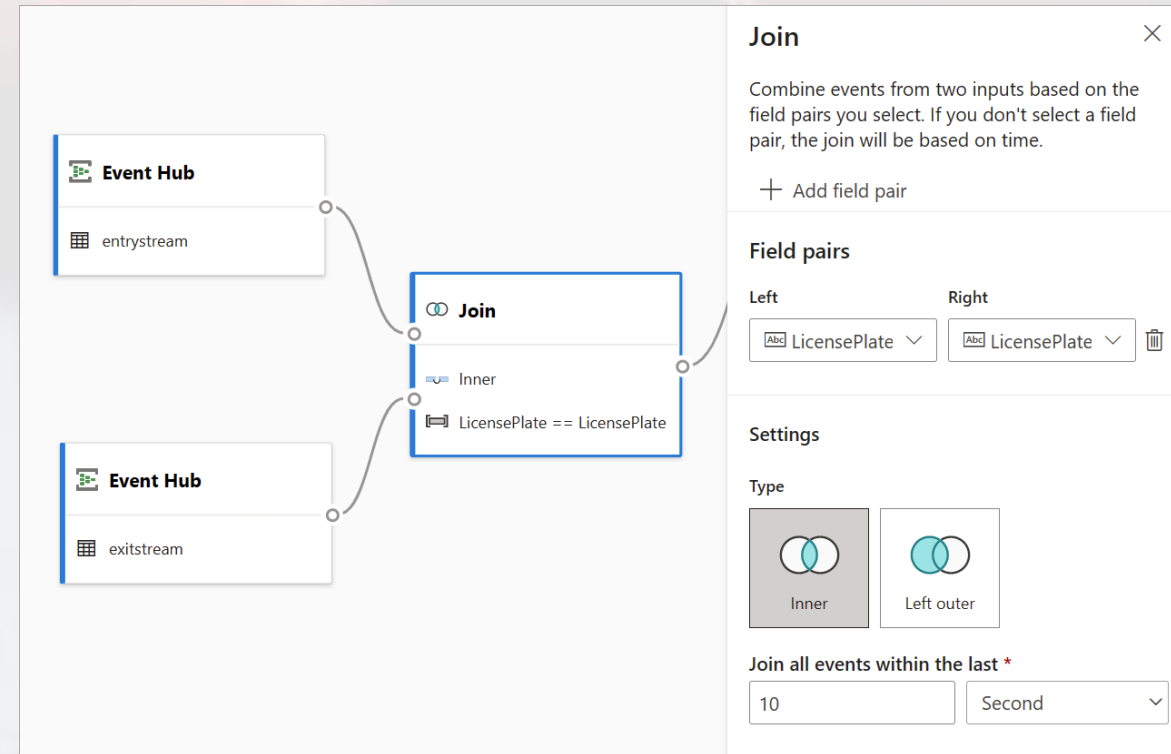 Event Hub
entrystream
Event Hub
exitstream
Join
Inner
LicensePlate == LicensePlate
Join
Combine events from two inputs based on the
field pairs you select. If you don't select a field
pair, the join will be based on time.
Add field pair
Field pairs
Left Right
Abc LicensePlate Abc LicensePlate
Settings
Type
Inner Left outer
Join all events within the last *
10 Second